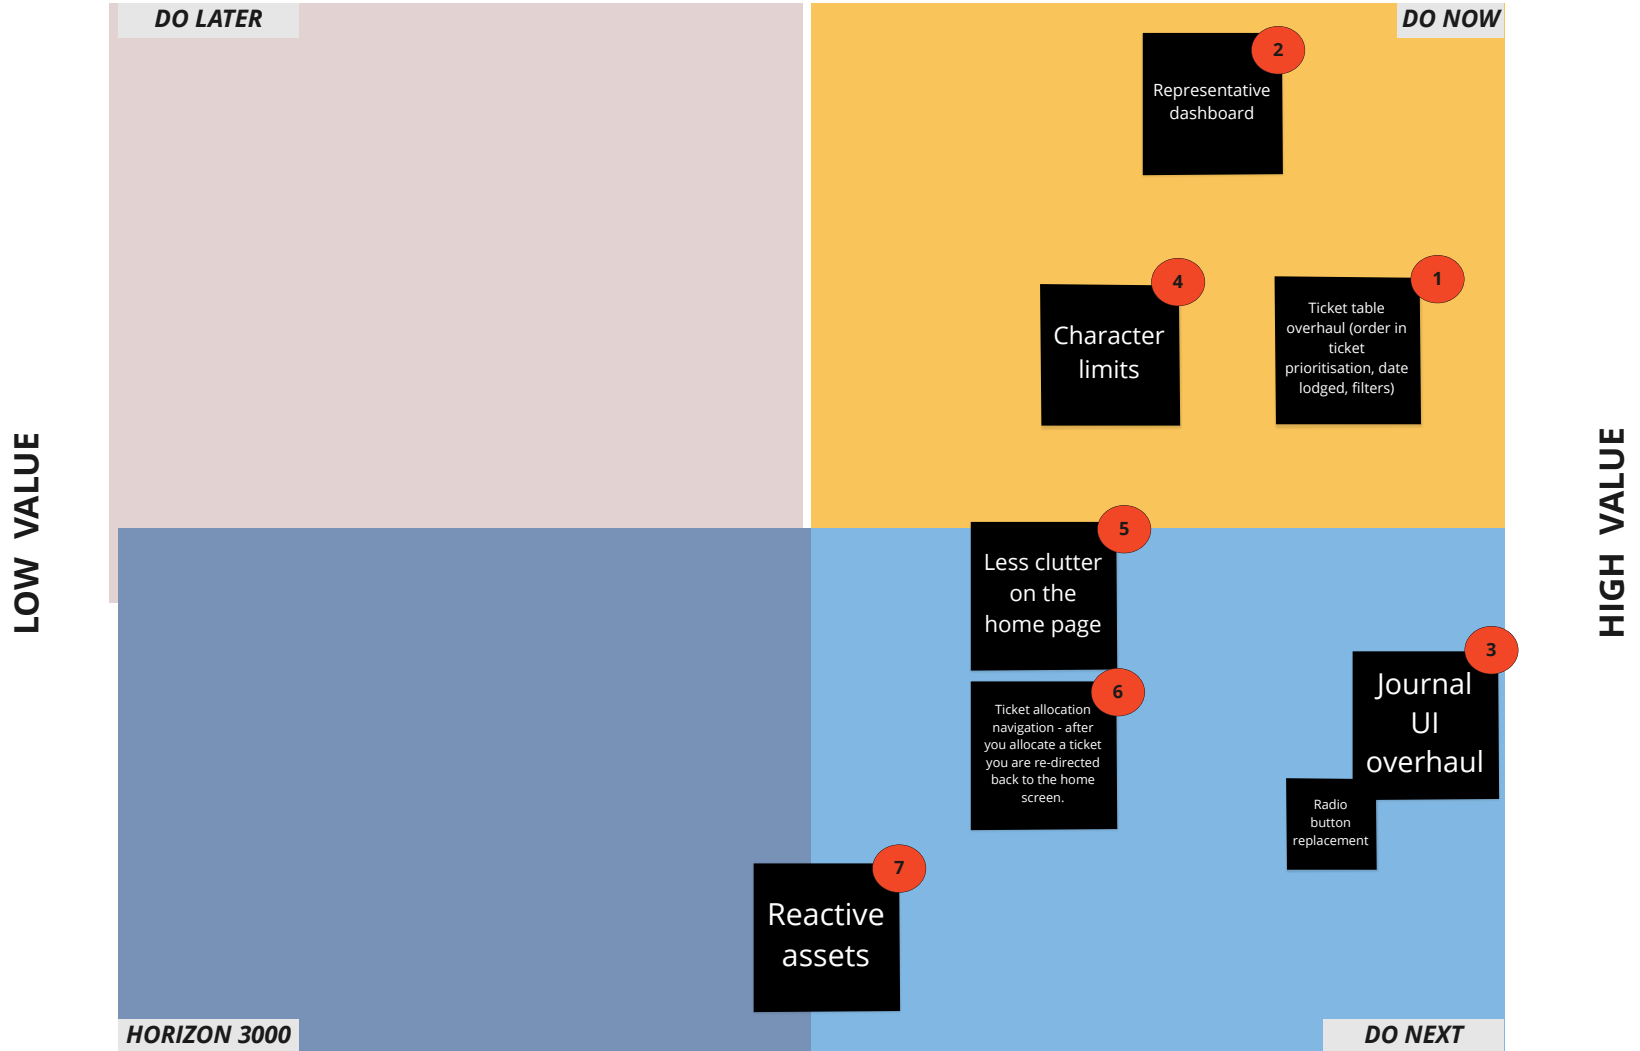 DO LATER
DO NOW
2
Representative
dashboard
4
Character
limits
1
Ticket table
overhaul (order in
ticket
prioritisation, date
lodged, filters)
LOW VALUE
HIGH VALUE
5
Less clutter
on the
home page
3
Journal
UI
overhaul
6
Ticket allocation
navigation - after
you allocate a ticket
you are re-directed
back to the home
screen.
Radio
button
replacement
7
Reactive
assets
HORIZON 3000
DO NEXT